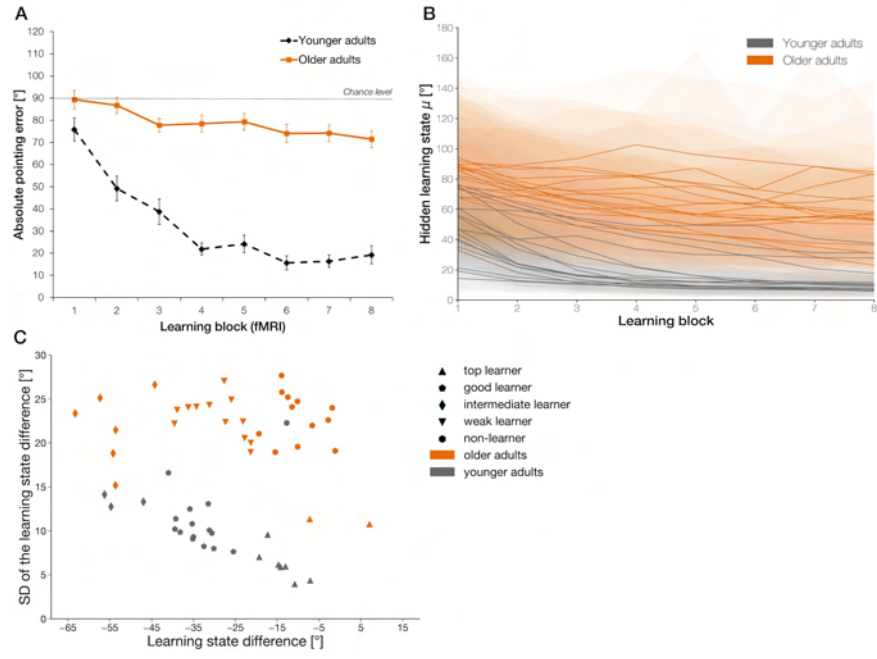 A
120
110
100
90
80
70
60
50
40
30
20
10
0
Absolute pointing error [°]
Younger adults
Older adults
Chance level
1 2 3 4 5 6 7 8
Learning block (fMRI)
B
180
160
140
120
100
80
60
40
20
0
Hidden learning state μ [°]
Younger adults
Older adults
1 2 3 4 5 6 7 8
Learning block
C
30
25
20
15
10
5
0
SD of the learning state difference [°]
−65 −55 −45 −35 −25 −15 −5 5 15
Learning state difference [°]
top learner
good learner
intermediate learner
weak learner
non-learner
older adults
younger adults